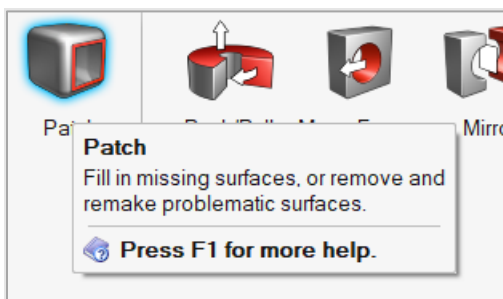 Patch
Fill in missing surfaces, or remove and
remake problematic surfaces.
Press F1 for more help.